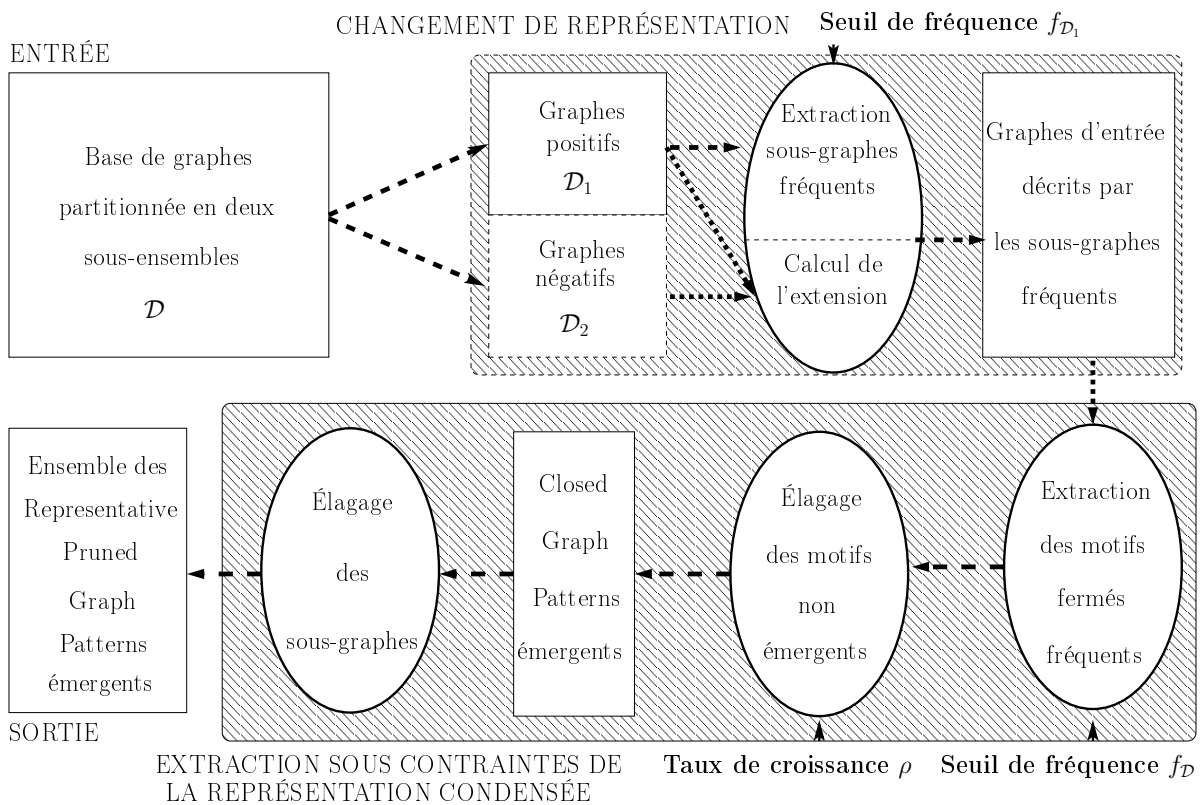 CHANGEMENT DE REPRÉSENTATION
Seuil de fréquence f_{𝒟₁}
ENTRÉE
Base de graphes
partitionnée en deux
sous-ensembles
𝒟
Graphes
positifs
𝒟₁
Graphes
négatifs
𝒟₂
Extraction
sous-graphes
fréquents
Calcul de
l'extension
Graphes d'entrée
décrits par
les sous-graphes
fréquents
Extraction
des motifs
fermés
fréquents
Élagage
des motifs
non
émergents
Closed
Graph
Patterns
émergents
Élagage
des
sous-graphes
Ensemble des
Representative
Pruned
Graph
Patterns
émergents
SORTIE
EXTRACTION SOUS CONTRAINTES DE
LA REPRÉSENTATION CONDENSÉE
Taux de croissance ρ
Seuil de fréquence f_𝒟